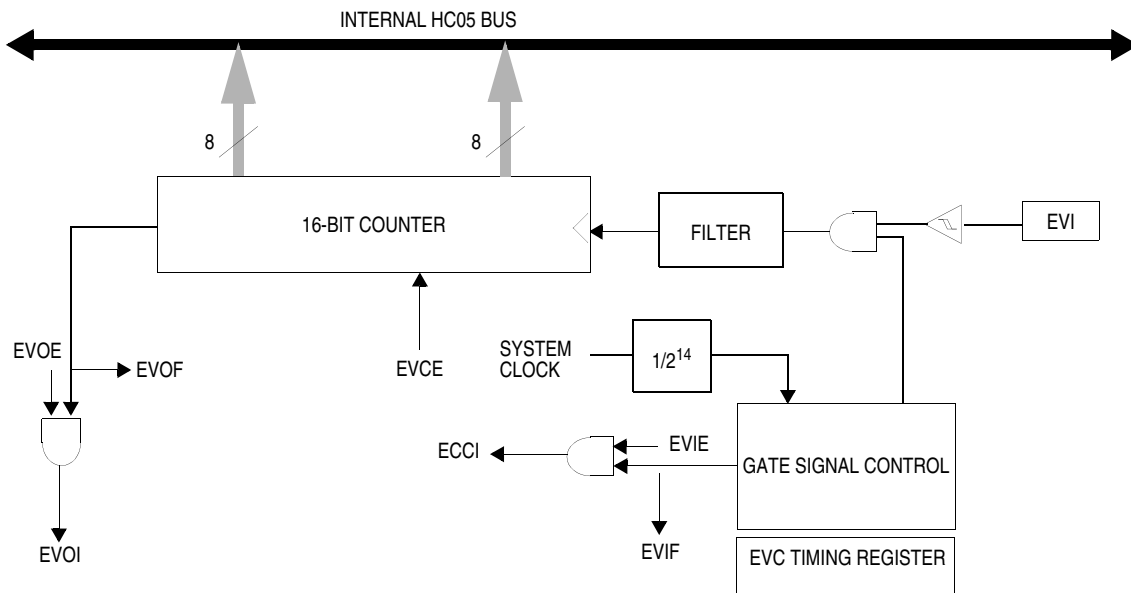 INTERNAL HC05 BUS
8
8
16-BIT COUNTER
FILTER
EVI
EVOE
EVOF
EVCE
SYSTEM
CLOCK
1/2¹⁴
ECCI
EVIE
GATE SIGNAL CONTROL
EVOI
EVIF
EVC TIMING REGISTER